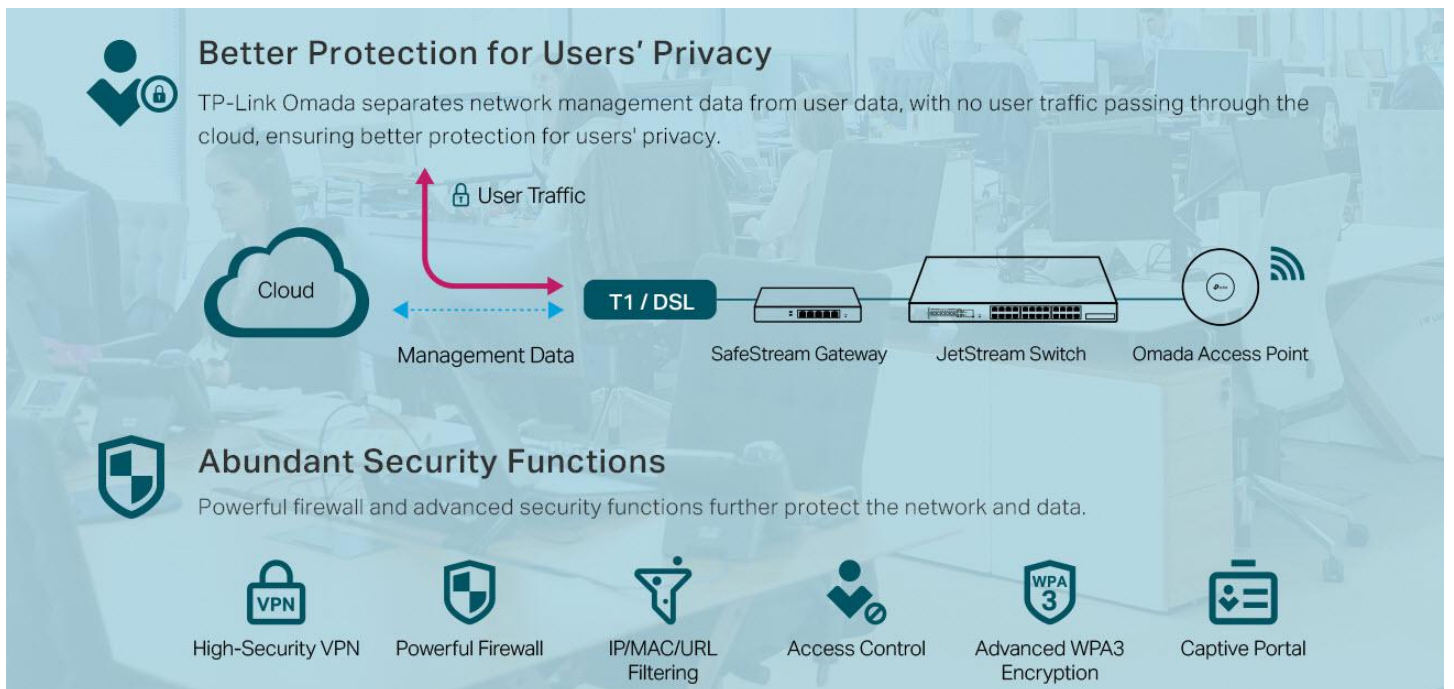 Better Protection for Users' Privacy
TP-Link Omada separates network management data from user data, with no user traffic passing through the
cloud, ensuring better protection for users' privacy.
User Traffic
Cloud
T1 / DSL
Management Data
SafeStream Gateway
JetStream Switch
Omada Access Point
Abundant Security Functions
Powerful firewall and advanced security functions further protect the network and data.
VPN
High-Security VPN
Powerful Firewall
IP/MAC/URL
Filtering
Access Control
WPA
3
Advanced WPA3
Encryption
Captive Portal